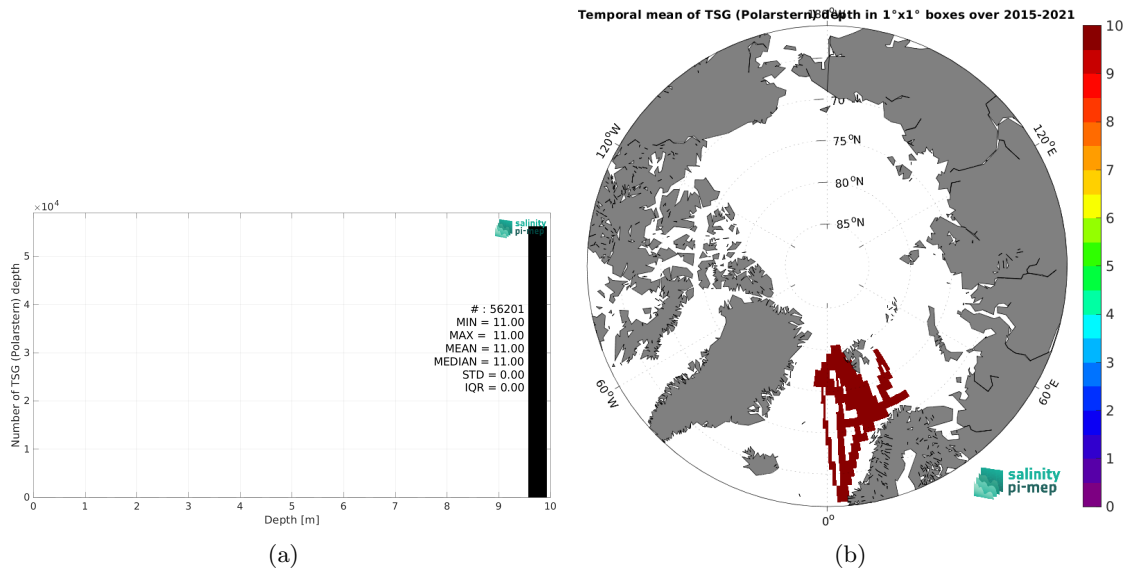 ×10⁴
5
4
3
2
1
0
Number of TSG (Polarstern) depth
salinity
pi-mep
# : 56201
MIN = 11.00
MAX = 11.00
MEAN = 11.00
MEDIAN = 11.00
STD = 0.00
IQR = 0.00
0 1 2 3 4 5 6 7 8 9 10
Depth [m]
(a)
Temporal mean of TSG (Polarstern) depth in 1°x1° boxes over 2015-2021
180°W
70°N
75°N
80°N
85°N
120°W
120°E
60°W
60°E
0°
salinity
pi-mep
10
9
8
7
6
5
4
3
2
1
0
(b)